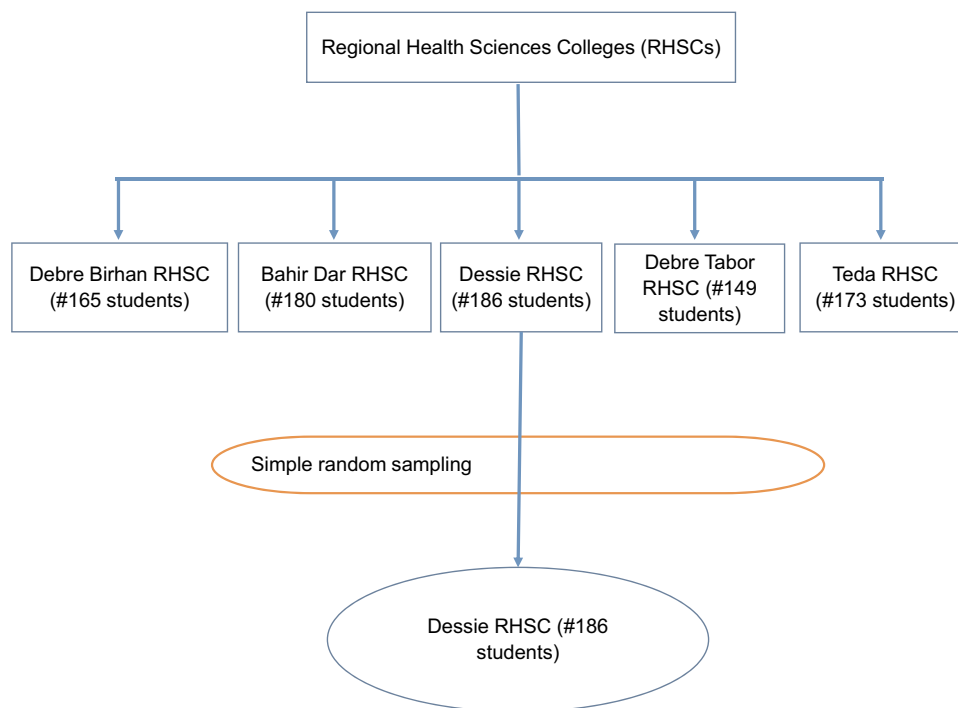 Regional Health Sciences Colleges (RHSCs)
Debre Birhan RHSC
(#165 students)
Bahir Dar RHSC
(#180 students)
Dessie RHSC
(#186 students)
Debre Tabor
RHSC (#149
students)
Teda RHSC
(#173 students)
Simple random sampling
Dessie RHSC (#186
students)